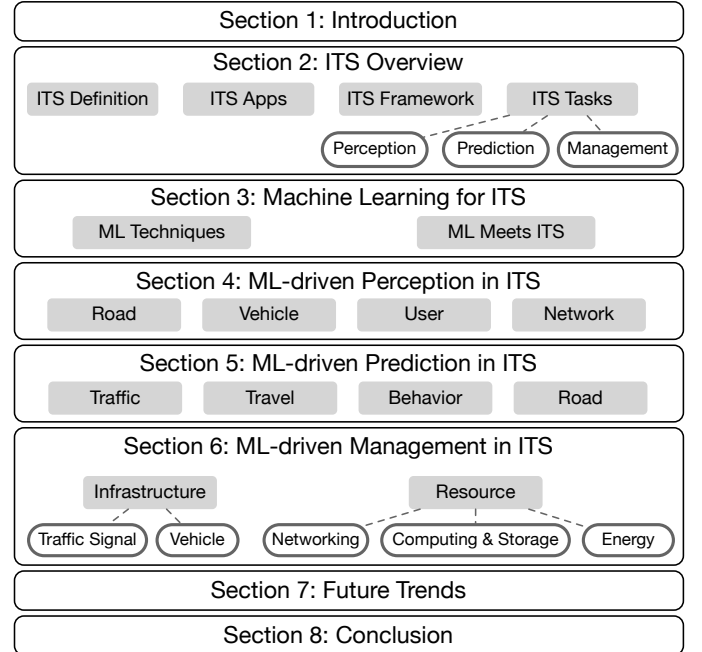 Section 1: Introduction
Section 2: ITS Overview
ITS Definition ITS Apps ITS Framework ITS Tasks
Perception Prediction Management
Section 3: Machine Learning for ITS
ML Techniques ML Meets ITS
Section 4: ML-driven Perception in ITS
Road Vehicle User Network
Section 5: ML-driven Prediction in ITS
Traffic Travel Behavior Road
Section 6: ML-driven Management in ITS
Infrastructure Resource
Traffic Signal Vehicle Networking Computing & Storage Energy
Section 7: Future Trends
Section 8: Conclusion